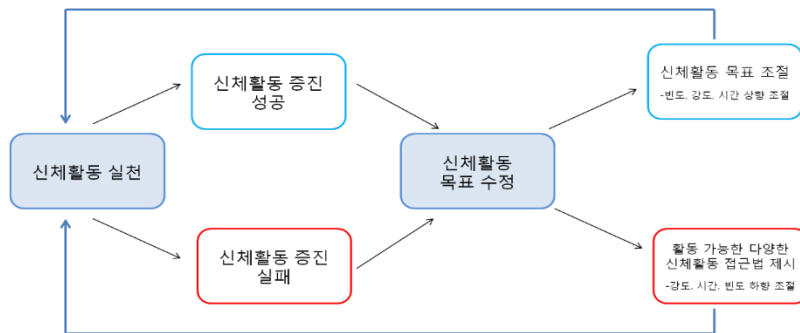 신체활동 실천
신체활동 증진
성공
신체활동 증진
실패
신체활동
목표 수정
신체활동 목표 조절
-빈도, 강도, 시간 상향 조절
활동 가능한 다양한
신체활동 접근법 제시
-강도, 시간, 빈도 하향 조절